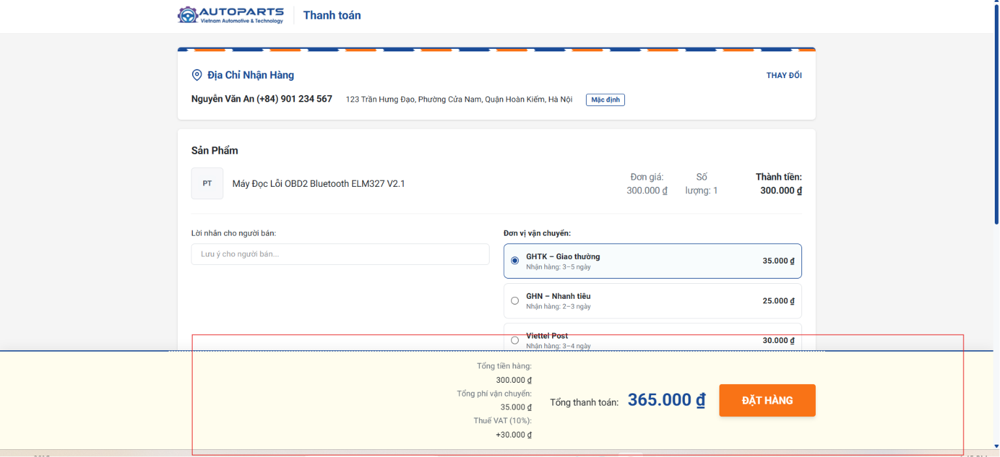 AUTOPARTS
Vietnam Automotive & Technology
Thanh toán
Địa Chỉ Nhận Hàng
THAY ĐỔI
Nguyễn Văn An (+84) 901 234 567
123 Trần Hưng Đạo, Phường Cửa Nam, Quận Hoàn Kiếm, Hà Nội
Mặc định
Sản Phẩm
PT
Máy Đọc Lỗi OBD2 Bluetooth ELM327 V2.1
Đơn giá:
300.000 ₫
Số
lượng: 1
Thành tiền:
300.000 ₫
Lời nhắn cho người bán:
Lưu ý cho người bán...
Đơn vị vận chuyển:
GHTK – Giao thường
Nhận hàng: 3–5 ngày
35.000 ₫
GHN – Nhanh tiêu
Nhận hàng: 2–3 ngày
25.000 ₫
Viettel Post
Nhận hàng: 3–4 ngày
30.000 ₫
Tổng tiền hàng:
300.000 ₫
Tổng phí vận chuyển:
35.000 ₫
Thuế VAT (10%):
+30.000 ₫
Tổng thanh toán:
365.000 ₫
ĐẶT HÀNG